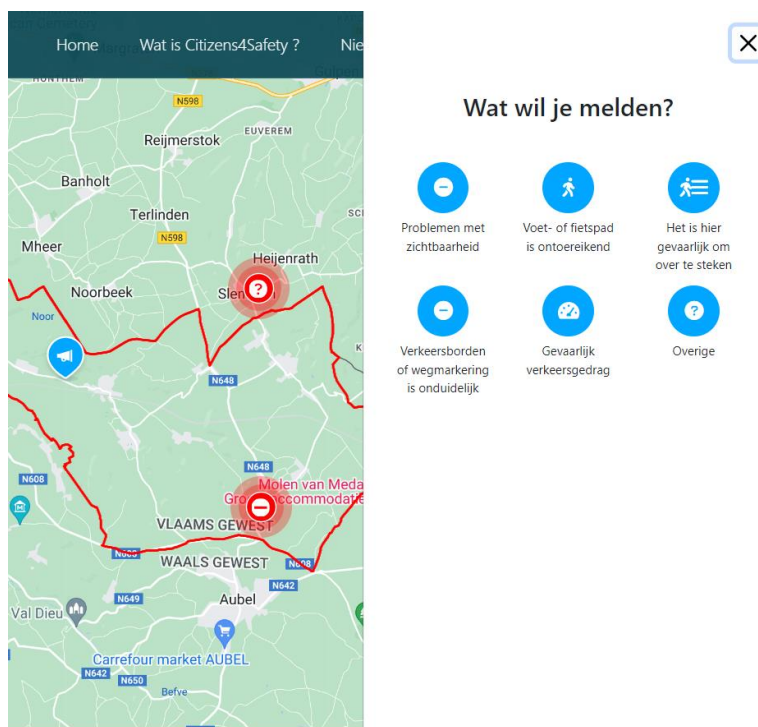 Home Wat is Citizens4Safety ? Nie
N598
EUVEREM
Reijmerstok
Banholt
Terlinden
N598
Mheer
Heijenrath
Noorbeek
Noor
N648
N648
N608
Molen van Meda
VLAAMS GEWEST
WAALS GEWEST
N608
N642
N649
Aubel
Val Dieu
Carrefour market AUBEL
N642
N650
Befve
Wat wil je melden?
Problemen met
zichtbaarheid
Voet- of fietspad
is ontoereikend
Het is hier
gevaarlijk om
over te steken
Verkeersborden
of wegmarkering
is onduidelijk
Gevaarlijk
verkeersgedrag
Overige